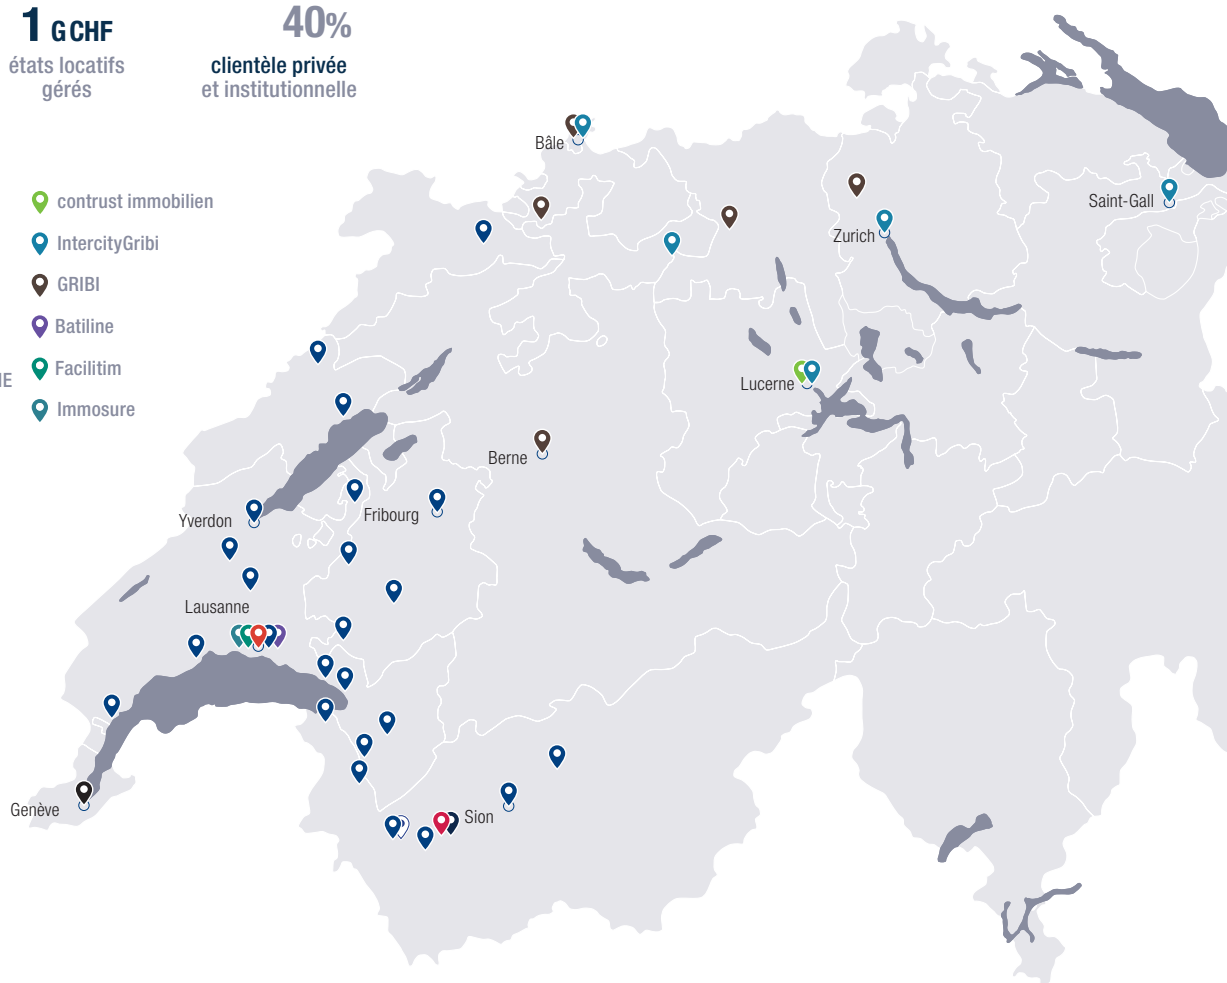 1 G CHF
états locatifs
gérés
40%
clientèle privée
et institutionnelle
contrust immobilien
IntercityGribi
GRIBI
Batiline
Facilitim
IE
Immosure
Bâle
Saint-Gall
Zurich
Lucerne
Berne
Fribourg
Yverdon
Lausanne
Genève
Sion